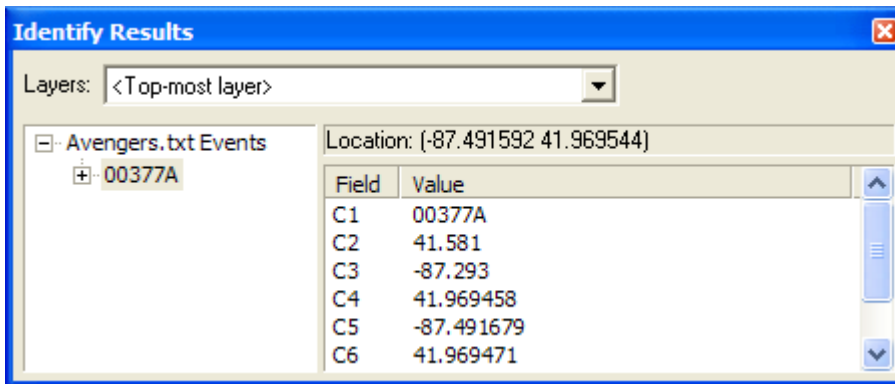 Identify Results
Layers: <Top-most layer>
Avengers.txt Events
00377A
Location: (-87.491592 41.969544)
Field Value
C1 00377A
C2 41.581
C3 -87.293
C4 41.969458
C5 -87.491679
C6 41.969471